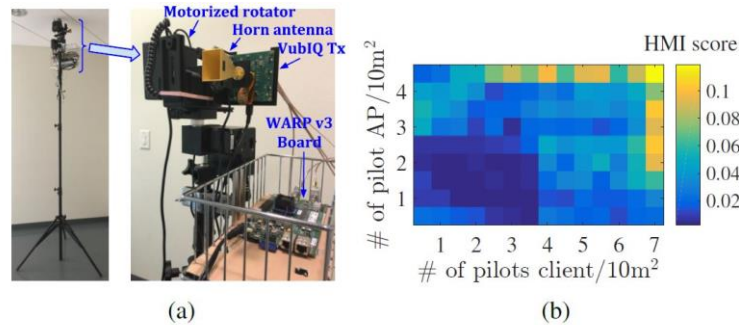 Motorized rotator
Horn antenna
VubIQ Tx
WARP v3
Board
(a)
HMI score
# of pilot AP/10m²
4
3
2
1
1 2 3 4 5 6 7
# of pilots client/10m²
0.1
0.08
0.06
0.04
0.02
(b)